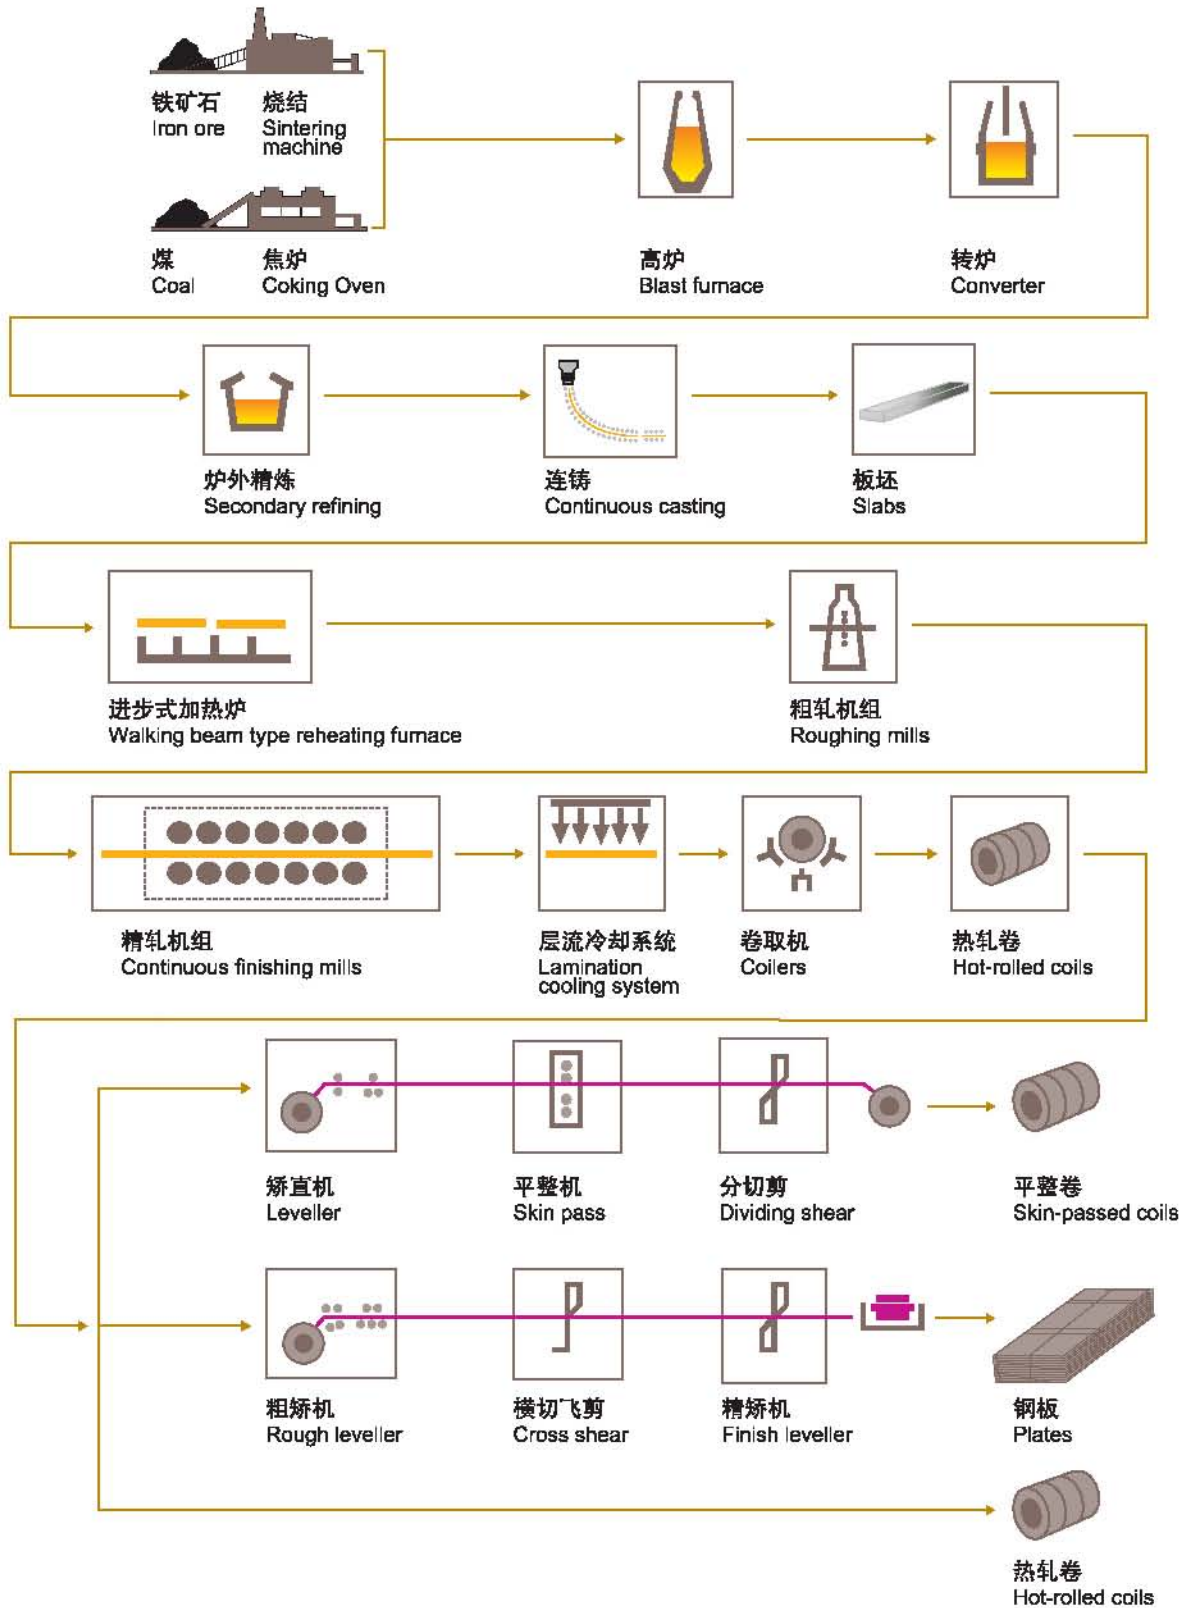 铁矿石
Iron ore
烧结
Sintering
machine
煤
Coal
焦炉
Coking Oven
高炉
Blast furnace
转炉
Converter
炉外精炼
Secondary refining
连铸
Continuous casting
板坯
Slabs
进步式加热炉
Walking beam type reheating furnace
粗轧机组
Roughing mills
精轧机组
Continuous finishing mills
层流冷却系统
Lamination
cooling system
卷取机
Coilers
热轧卷
Hot-rolled coils
矫直机
Leveller
平整机
Skin pass
分切剪
Dividing shear
平整卷
Skin-passed coils
粗矫机
Rough leveller
横切飞剪
Cross shear
精矫机
Finish leveller
钢板
Plates
热轧卷
Hot-rolled coils